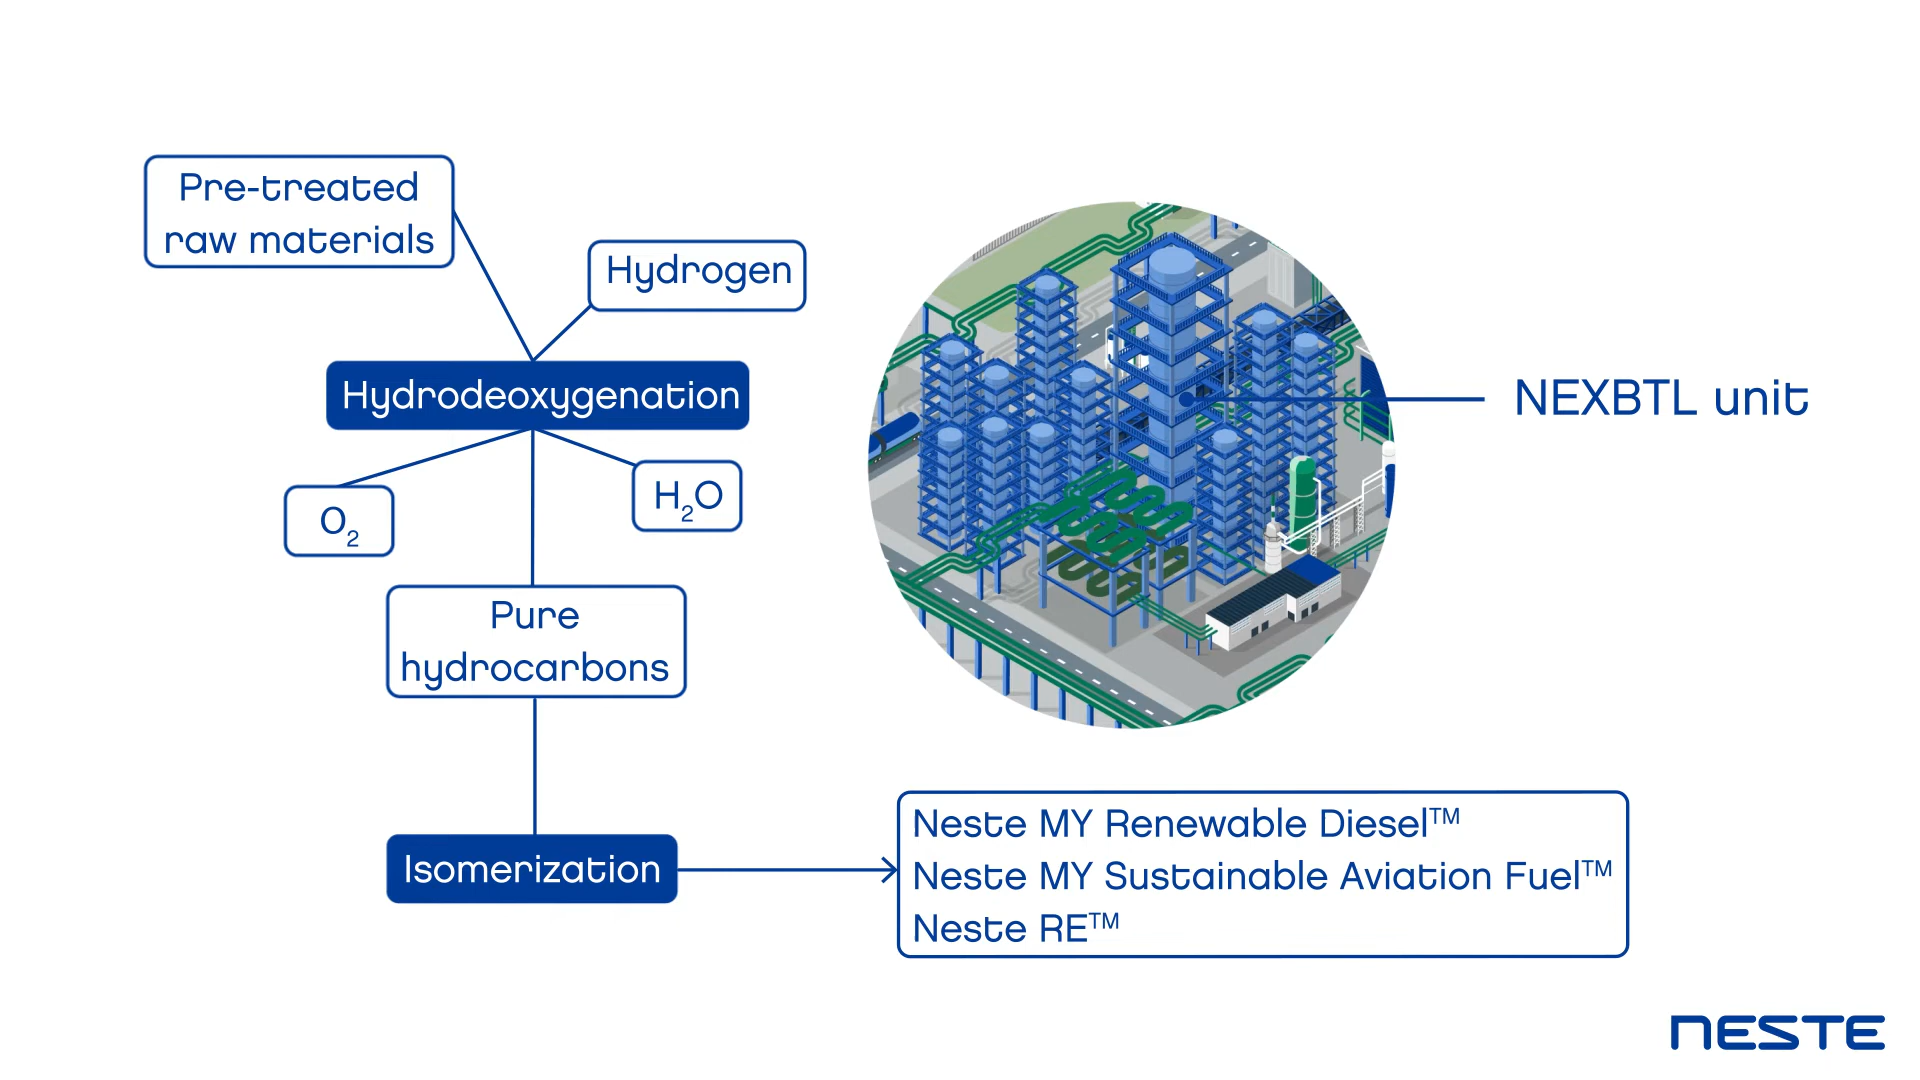 Pre-treated
raw materials
Hydrogen
Hydrodeoxygenation
O₂
H₂O
Pure
hydrocarbons
Isomerization
NEXBTL unit
Neste MY Renewable Diesel™
Neste MY Sustainable Aviation Fuel™
Neste RE™
NESTE